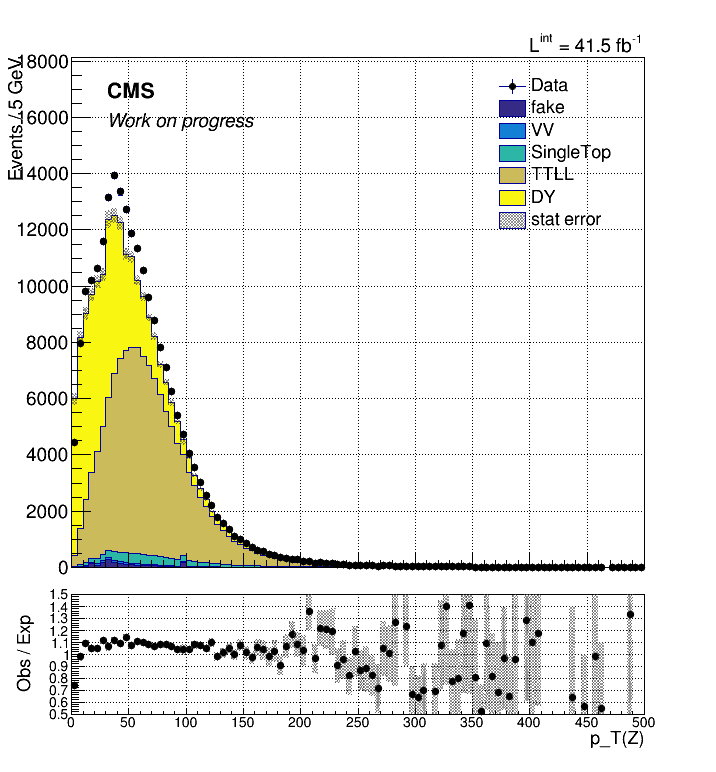 L^int = 41.5 fb^-1
Events / 5 GeV
18000
16000
14000
12000
10000
8000
6000
4000
2000
0
CMS
Work on progress
Data
fake
VV
SingleTop
TTLL
DY
stat error
Obs / Exp
1.5
1.4
1.3
1.2
1.1
1
0.9
0.8
0.7
0.6
0.5
0 50 100 150 200 250 300 350 400 450 500
p_T(Z)